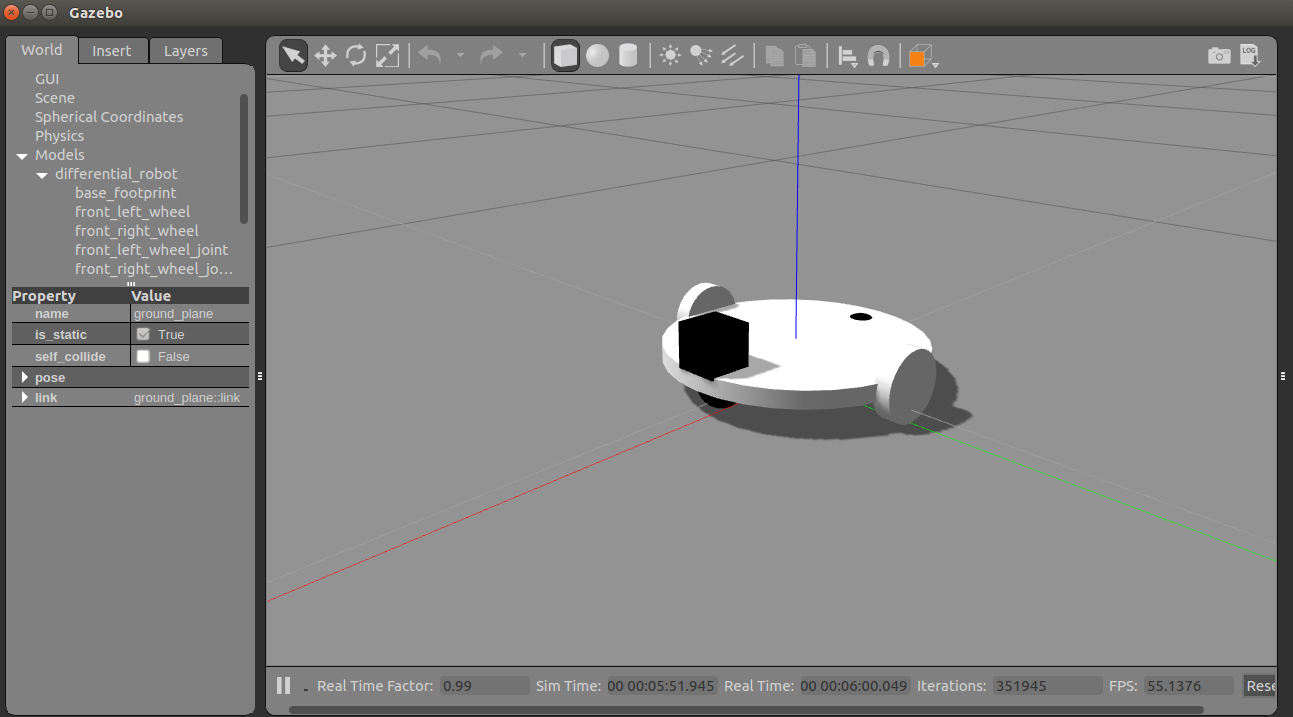 Gazebo
World Insert Layers
LOG
GUI
Scene
Spherical Coordinates
Physics
Models
differential_robot
base_footprint
front_left_wheel
front_right_wheel
front_left_wheel_joint
front_right_wheel_jo...
Property Value
name ground_plane
is_static True
self_collide False
pose
link ground_plane::link
Real Time Factor: 0.99 Sim Time: 00 00:05:51.945 Real Time: 00 00:06:00.049 Iterations: 351945 FPS: 55.1376 Rese